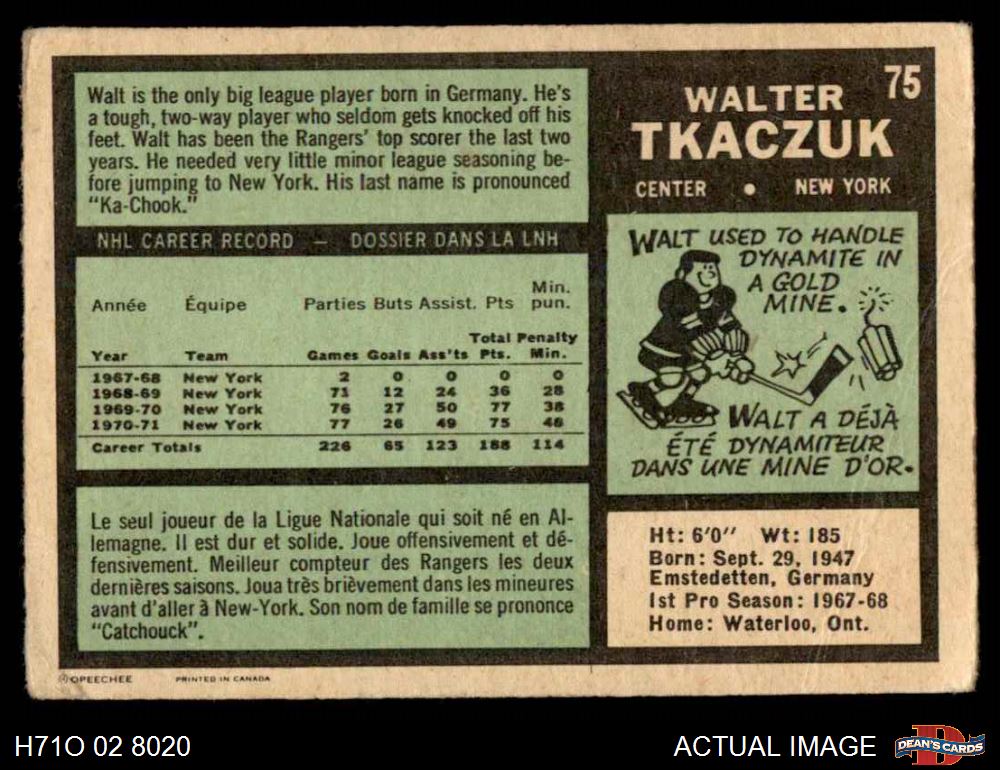 75
WALTER
TKACZUK
CENTER • NEW YORK
Walt is the only big league player born in Germany. He's
a tough, two-way player who seldom gets knocked off his
feet. Walt has been the Rangers' top scorer the last two
years. He needed very little minor league seasoning be-
fore jumping to New York. His last name is pronounced
"Ka-Chook."
NHL CAREER RECORD — DOSSIER DANS LA LNH
Année Équipe Parties Buts Assist. Pts Min. pun.
Year Team Games Goals Ass'ts Total Pts. Penalty Min.
1967-68 New York 2 0 0 0 0
1968-69 New York 71 12 24 36 28
1969-70 New York 76 27 50 77 38
1970-71 New York 77 26 49 75 48
Career Totals 226 65 123 188 114
Le seul joueur de la Ligue Nationale qui soit né en Al-
lemagne. Il est dur et solide. Joue offensivement et dé-
fensivement. Meilleur compteur des Rangers les deux
dernières saisons. Joua très brièvement dans les mineures
avant d'aller à New-York. Son nom de famille se prononce
"Catchouck".
WALT USED TO HANDLE
DYNAMITE IN
A GOLD
MINE.
WALT A DÉJÀ
ÉTÉ DYNAMITEUR
DANS UNE MINE D'OR.
Ht: 6'0" Wt: 185
Born: Sept. 29, 1947
Emstedetten, Germany
1st Pro Season: 1967-68
Home: Waterloo, Ont.
© OPEECHEE PRINTED IN CANADA
H71O 02 8020
ACTUAL IMAGE
DEAN'S CARDS